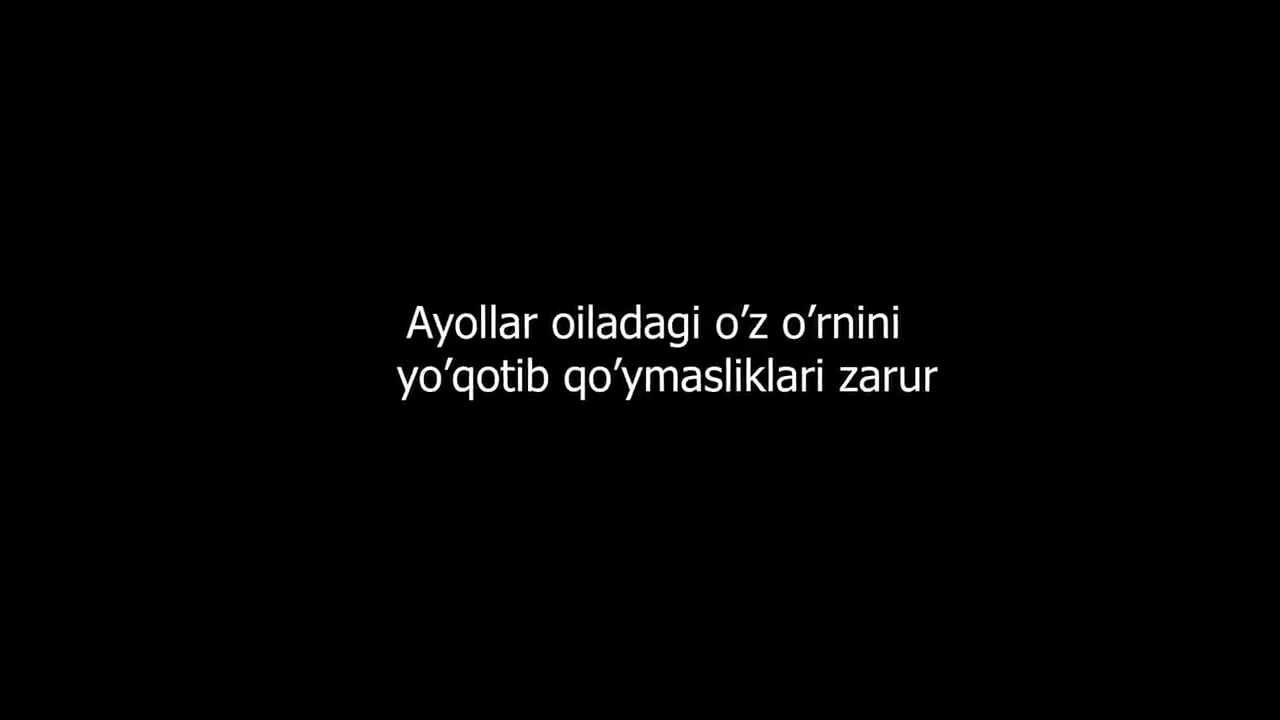 Ayollar oiladagi o’z o’rnini
yo’qotib qo’ymasliklari zarur